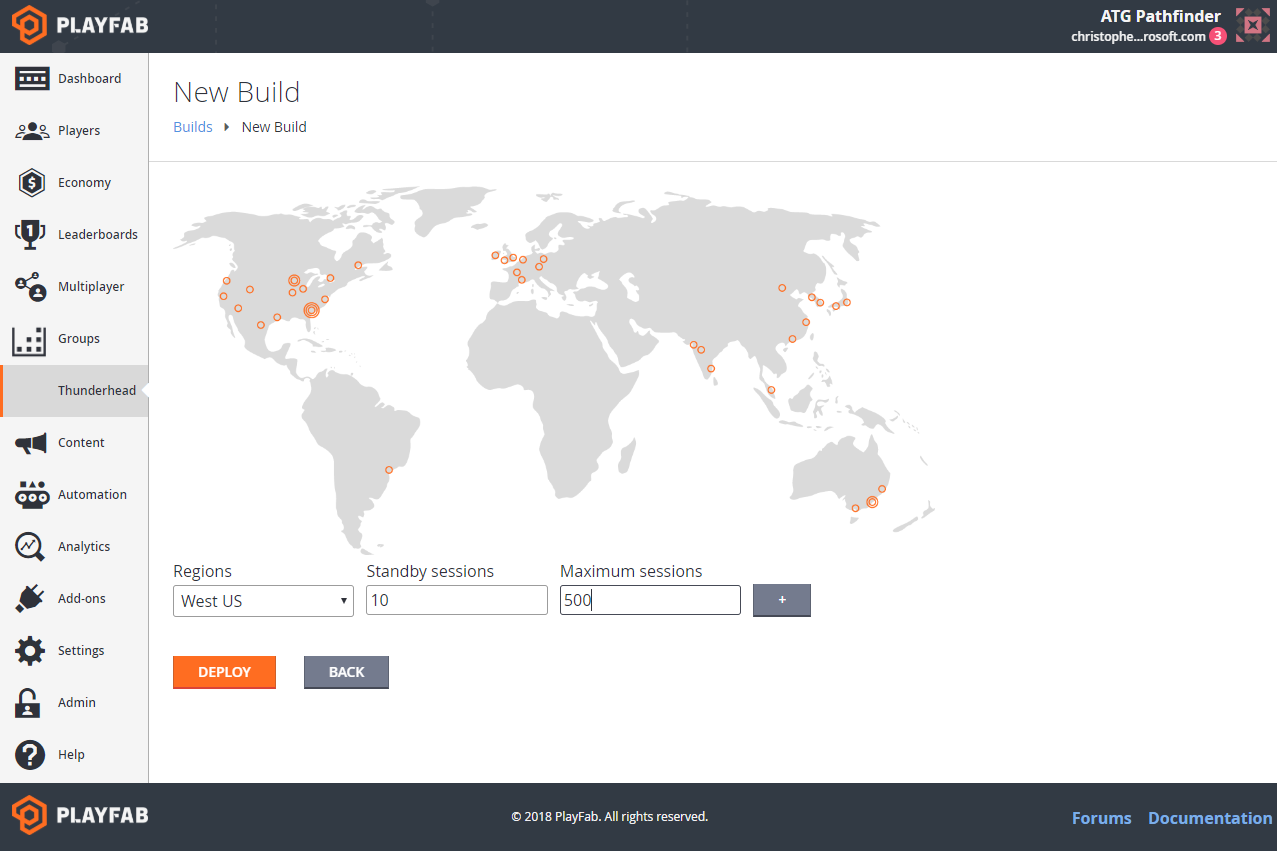 PLAYFAB
ATG Pathfinder
christophe...rosoft.com 3
Dashboard
Players
Economy
Leaderboards
Multiplayer
Groups
Thunderhead
Content
Automation
Analytics
Add-ons
Settings
Admin
Help
New Build
Builds New Build
Regions Standby sessions Maximum sessions
West US 10 500 +
DEPLOY BACK
PLAYFAB
© 2018 PlayFab. All rights reserved.
Forums Documentation